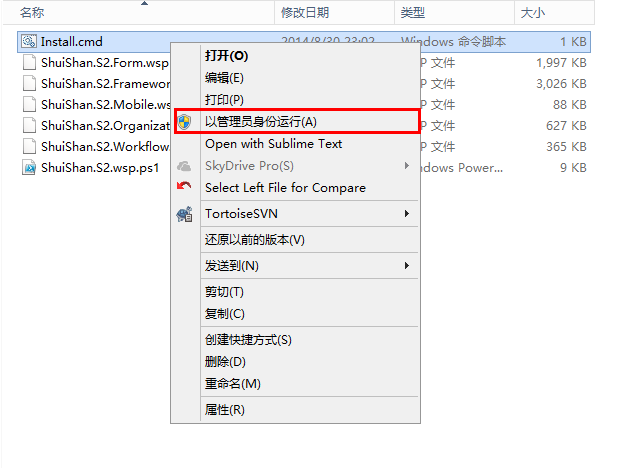 名称 修改日期 类型 大小
Install.cmd 2014/8/30 23:02 Windows 命令脚本 1 KB
ShuiShan.S2.Form.wsp P 文件 1,997 KB
ShuiShan.S2.Framewor P 文件 3,026 KB
ShuiShan.S2.Mobile.ws P 文件 88 KB
ShuiShan.S2.Organizat P 文件 627 KB
ShuiShan.S2.Workflow. P 文件 365 KB
ShuiShan.S2.wsp.ps1 ndows Power... 9 KB
打开(O)
编辑(E)
打印(P)
以管理员身份运行(A)
Open with Sublime Text
SkyDrive Pro(S)
Select Left File for Compare
TortoiseSVN
还原以前的版本(V)
发送到(N)
剪切(T)
复制(C)
创建快捷方式(S)
删除(D)
重命名(M)
属性(R)